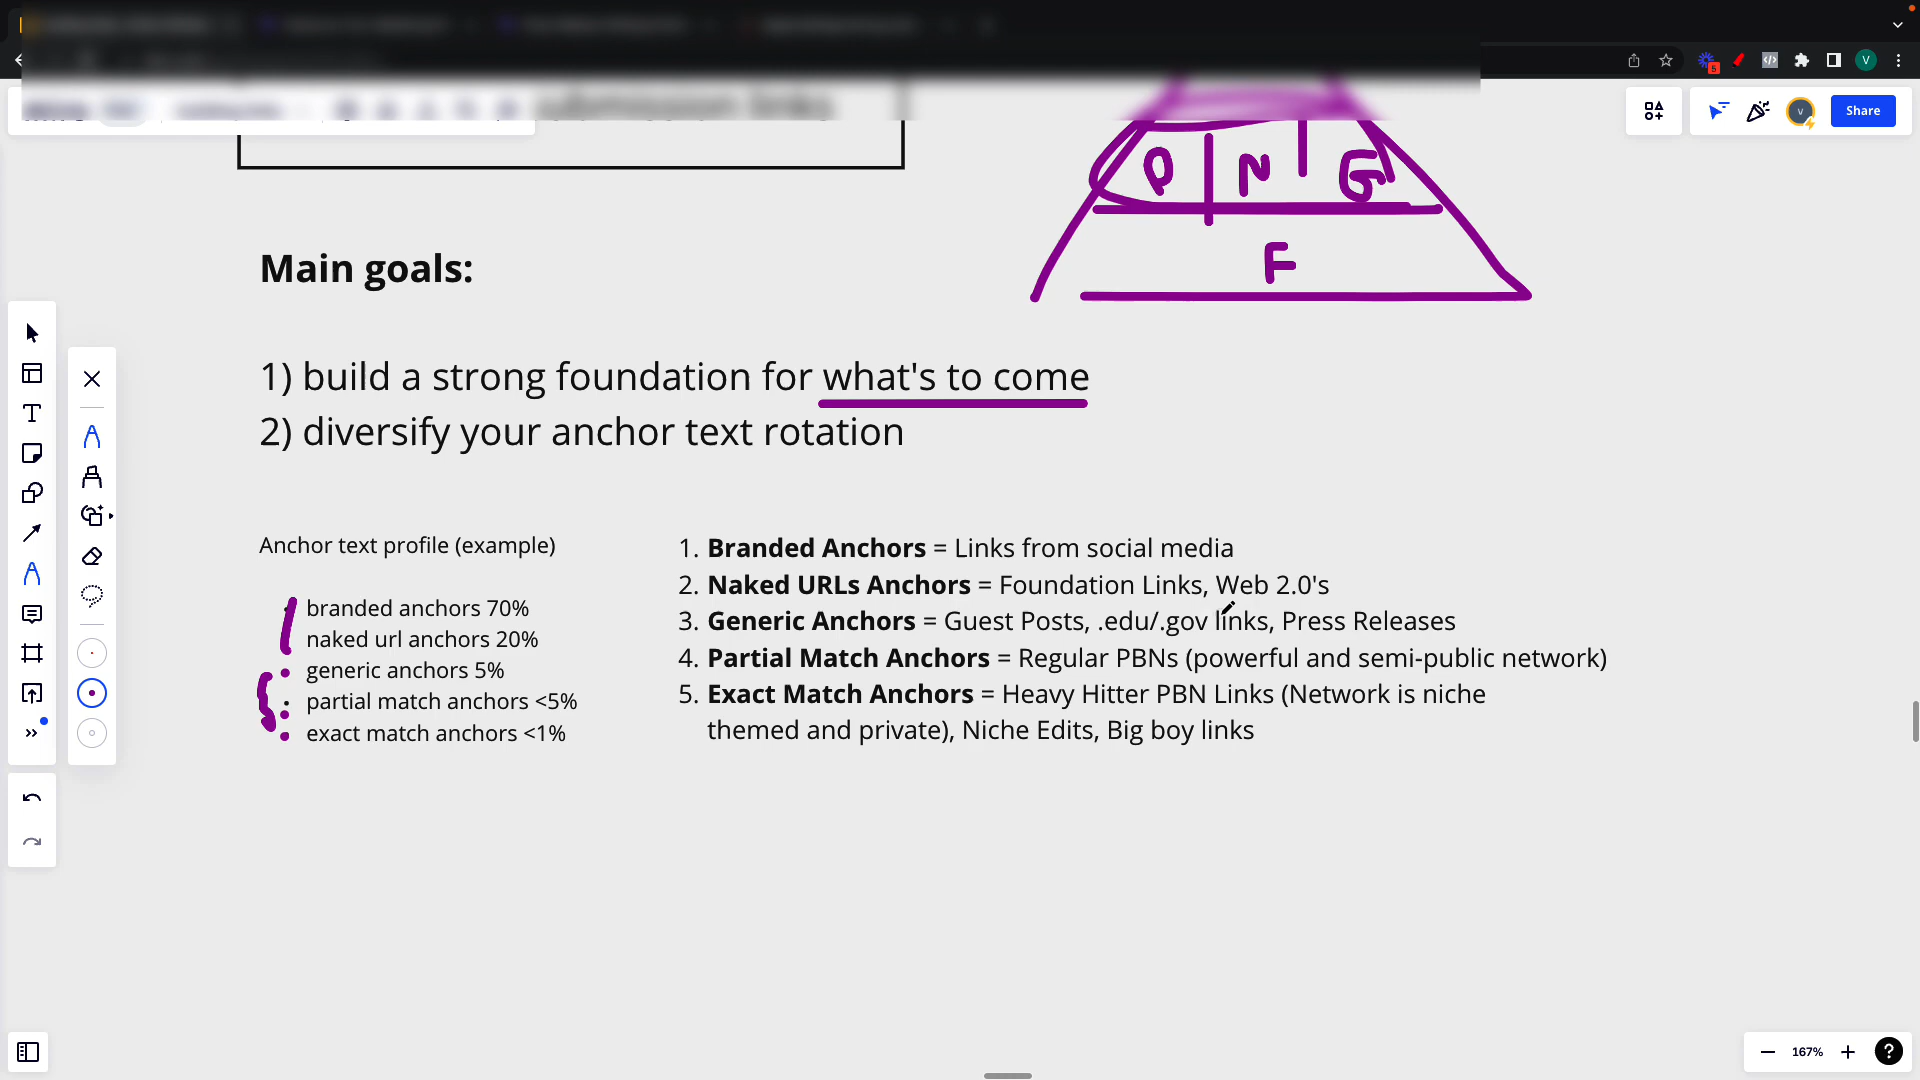 submission links
Share
5
V
V
P N G
F
Main goals:
1) build a strong foundation for what's to come
2) diversify your anchor text rotation
Anchor text profile (example)
branded anchors 70%
naked url anchors 20%
generic anchors 5%
partial match anchors <5%
exact match anchors <1%
1. Branded Anchors = Links from social media
2. Naked URLs Anchors = Foundation Links, Web 2.0's
3. Generic Anchors = Guest Posts, .edu/.gov links, Press Releases
4. Partial Match Anchors = Regular PBNs (powerful and semi-public network)
5. Exact Match Anchors = Heavy Hitter PBN Links (Network is niche
themed and private), Niche Edits, Big boy links
167%